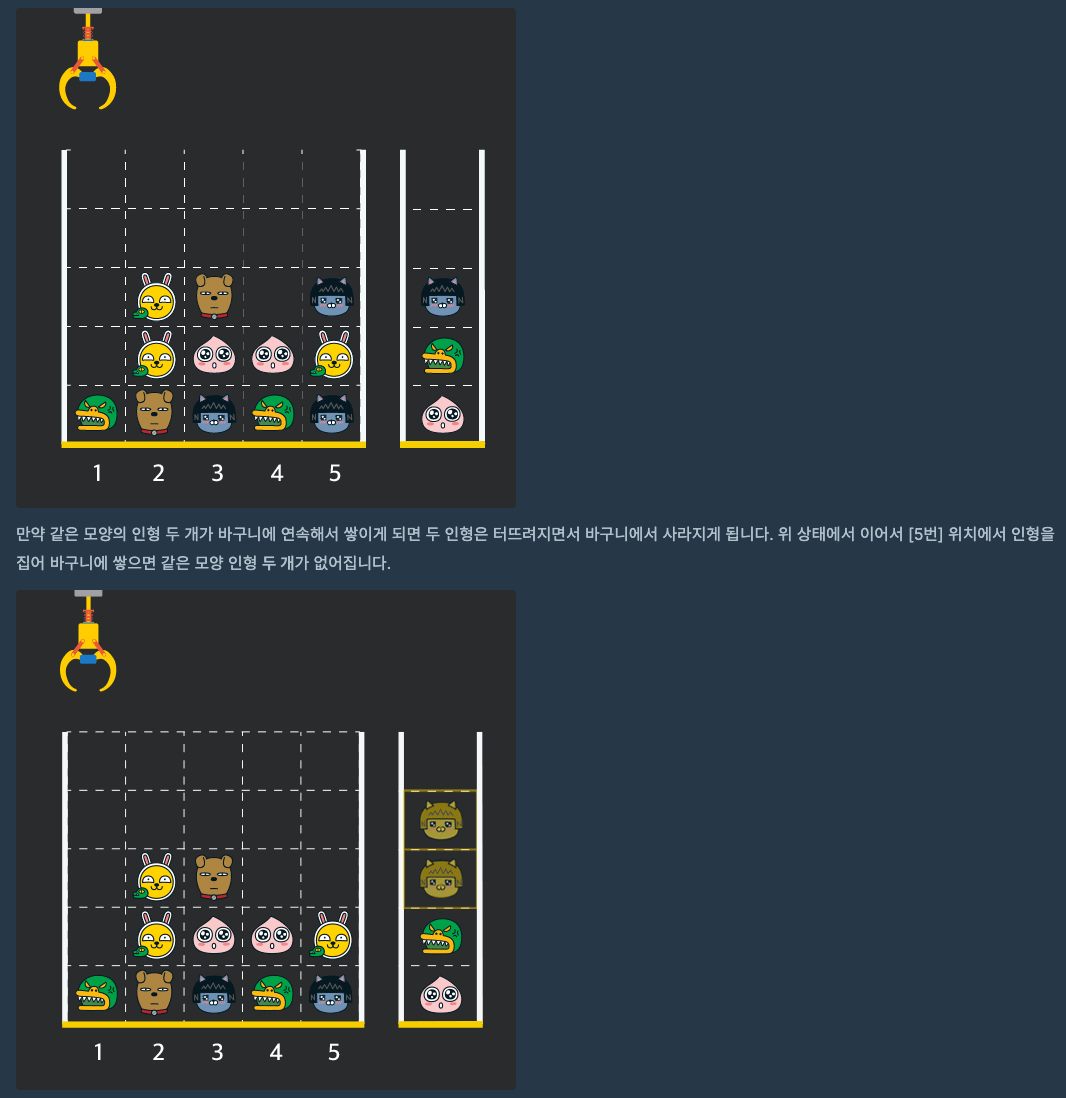 1 2 3 4 5
만약 같은 모양의 인형 두 개가 바구니에 연속해서 쌓이게 되면 두 인형은 터뜨려지면서 바구니에서 사라지게 됩니다. 위 상태에서 이어서 [5번] 위치에서 인형을
집어 바구니에 쌓으면 같은 모양 인형 두 개가 없어집니다.
1 2 3 4 5